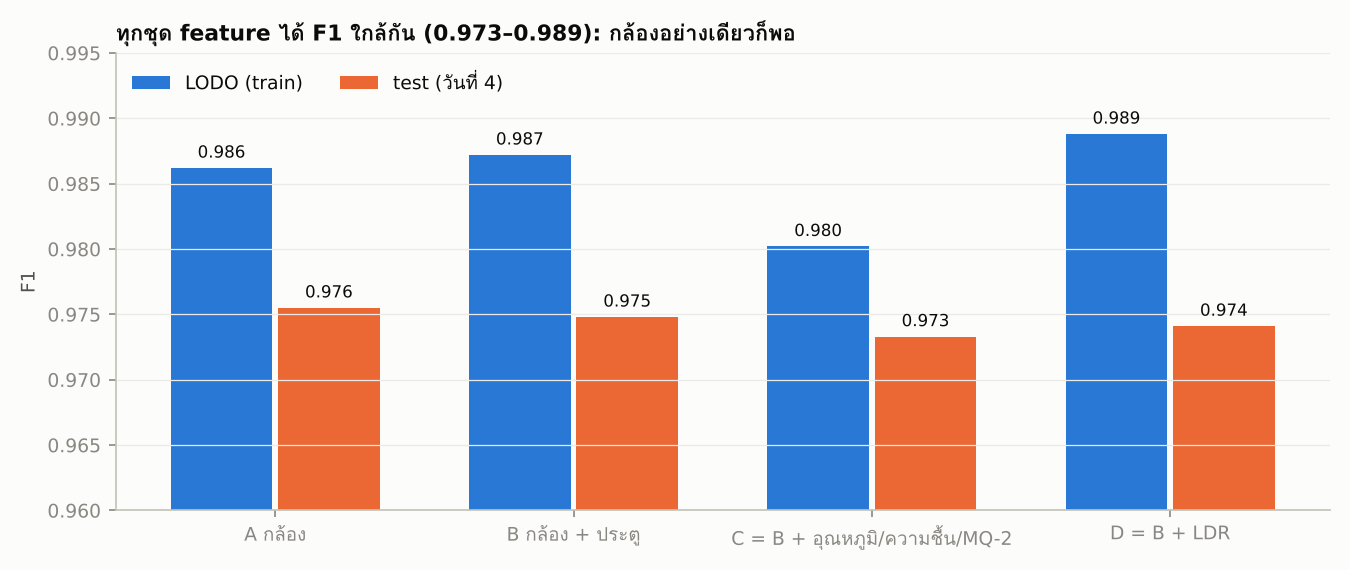 ทุกชุด feature ได้ F1 ใกล้กัน (0.973–0.989): กล้องอย่างเดียวก็พอ
LODO (train)
test (วันที่ 4)
F1
0.995
0.990
0.985
0.980
0.975
0.970
0.965
0.960
0.986
0.976
0.987
0.975
0.980
0.973
0.989
0.974
A กล้อง
B กล้อง + ประตู
C = B + อุณหภูมิ/ความชื้น/MQ-2
D = B + LDR